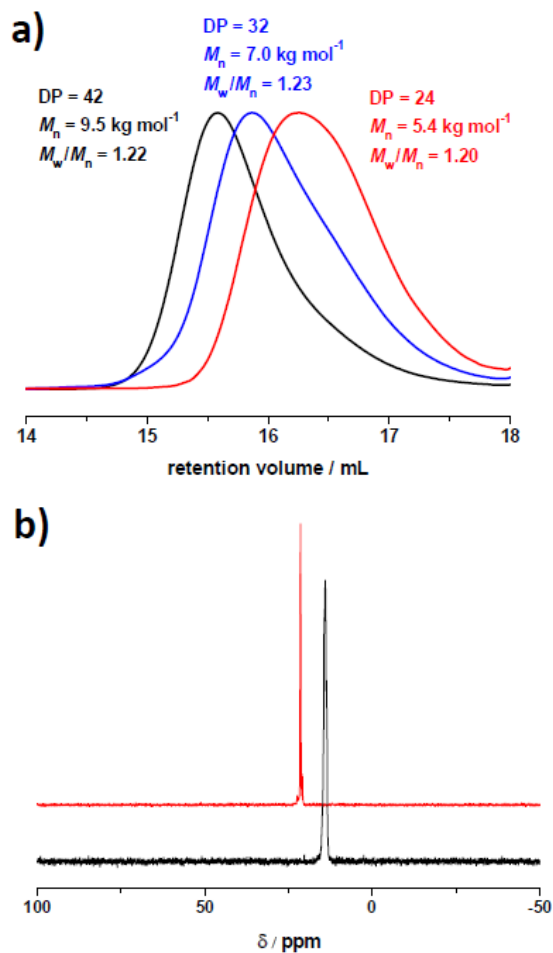 a)
DP = 32
Mn = 7.0 kg mol⁻¹
Mw/Mn = 1.23
DP = 42
Mn = 9.5 kg mol⁻¹
Mw/Mn = 1.22
DP = 24
Mn = 5.4 kg mol⁻¹
Mw/Mn = 1.20
14 15 16 17 18
retention volume / mL
b)
100 50 0 -50
δ / ppm